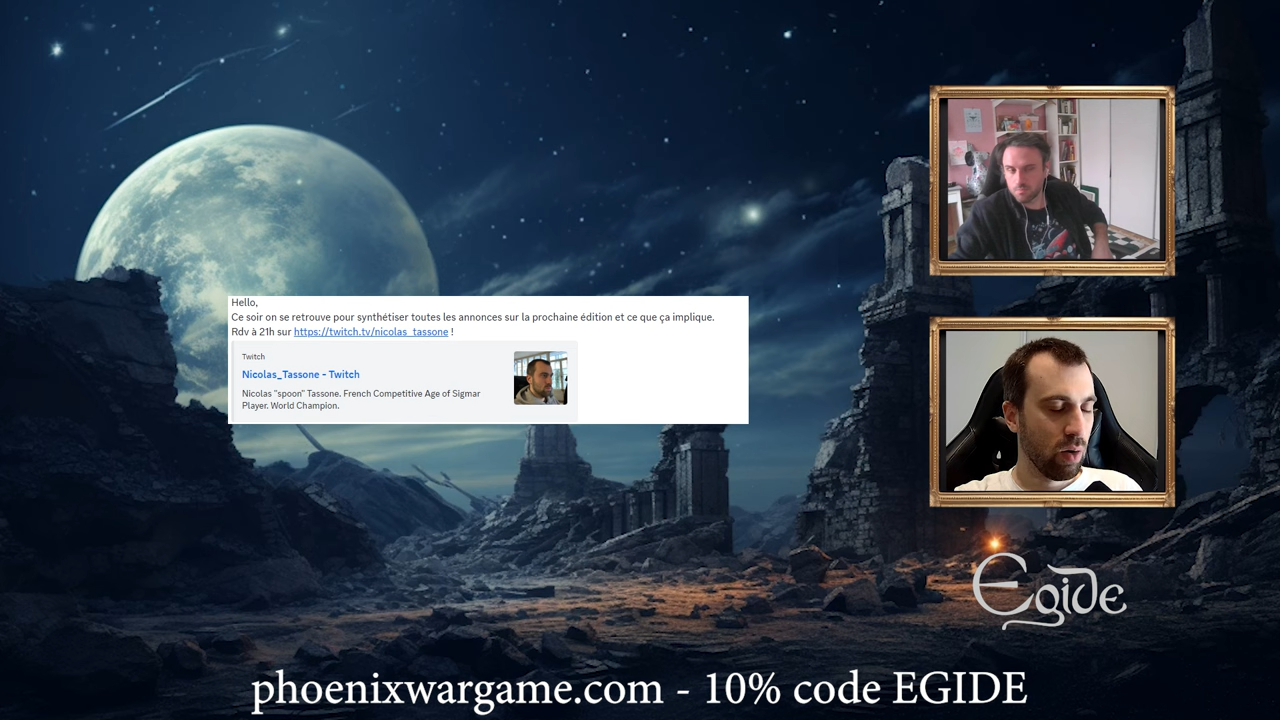 Hello,
Ce soir on se retrouve pour synthétiser toutes les annonces sur la prochaine édition et ce que ça implique.
Rdv à 21h sur https://twitch.tv/nicolas_tassone !
Twitch
Nicolas_Tassone - Twitch
Nicolas "spoon" Tassone. French Competitive Age of Sigmar
Player. World Champion.
Egide
phoenixwargame.com - 10% code EGIDE